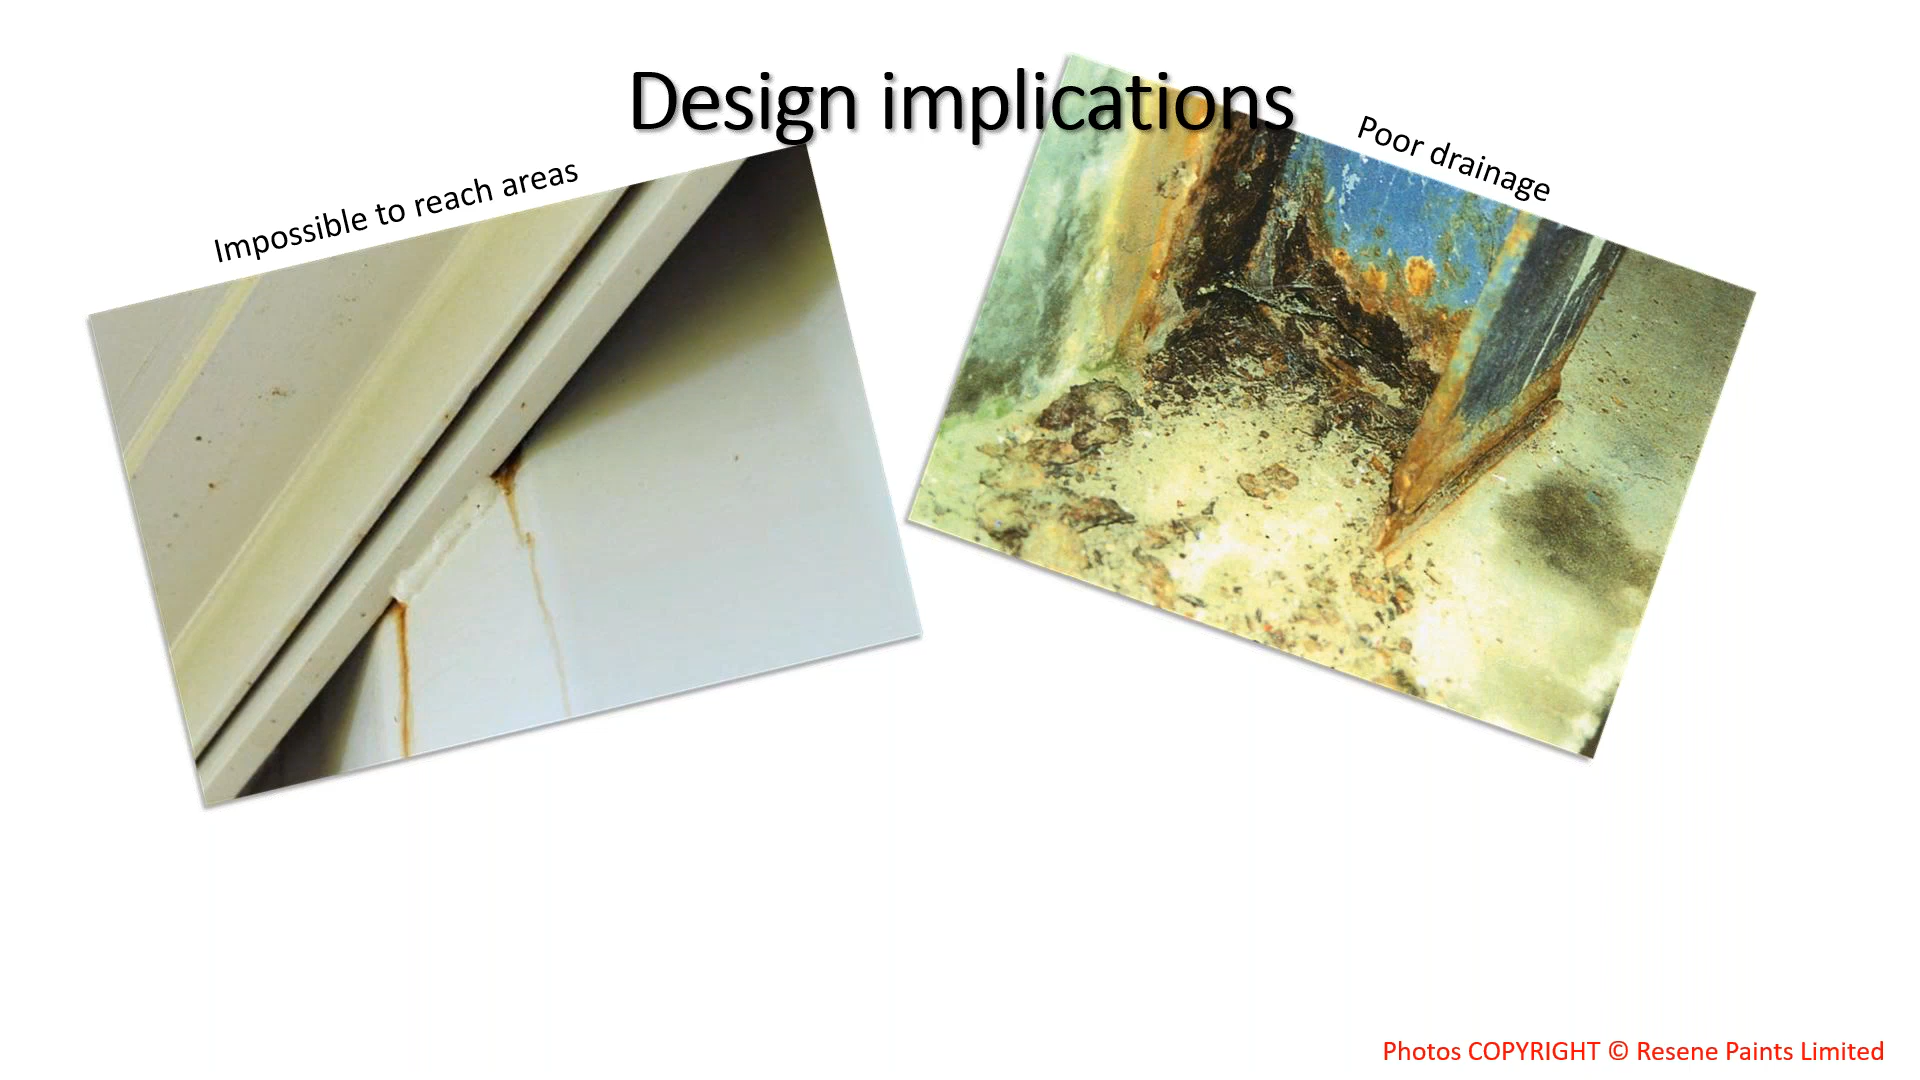 Design implications
Impossible to reach areas
Poor drainage
Photos COPYRIGHT © Resene Paints Limited